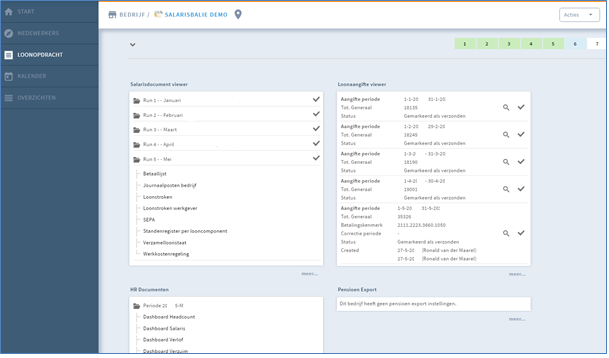 START
BEDRIJF / SALARISBALIE DEMO
Acties
MEDEWERKERS
LOONOPDRACHT
KALENDER
OVERZICHTEN
1 2 3 4 5 6 7
Salarisdocument viewer
Run 1 - - Januari
Run 2 - - Februari
Run 3 - - Maart
Run 4 - - April
Run 5 - - Mei
Betaallijst
Journaalposten bedrijf
Loonstroken
Loonstroken werkgever
SEPA
Standenregister per looncomponent
Verzamelloonstaat
Werkkostenregeling
meer...
Loonaangifte viewer
Aangifte periode 1-1-20 31-1-20
Tot. Generaal 18135
Status Gemarkeerd als verzonden
Aangifte periode 1-2-20 29-2-20
Tot. Generaal 18249
Status Gemarkeerd als verzonden
Aangifte periode 1-3-2 - 31-3-20
Tot. Generaal 18190
Status Gemarkeerd als verzonden
Aangifte periode 1-4-2 - 30-4-20
Tot. Generaal 19001
Status Gemarkeerd als verzonden
Aangifte periode 1-5-20 31-5-20
Tot. Generaal 35326
Betalingskenmerk 2111.2223.3660.1050
Correctie periode -
Status Gemarkeerd als verzonden
Created 27-5-2 (Ronald van der Maarel)
27-5-2 (Ronald van der Maarel)
meer...
HR Documenten
Periode 20 5-M
Dashboard Headcount
Dashboard Salaris
Dashboard Verlof
Dashboard Verzuim
Pensioen Export
Dit bedrijf heeft geen pensioen export instellingen.
meer...